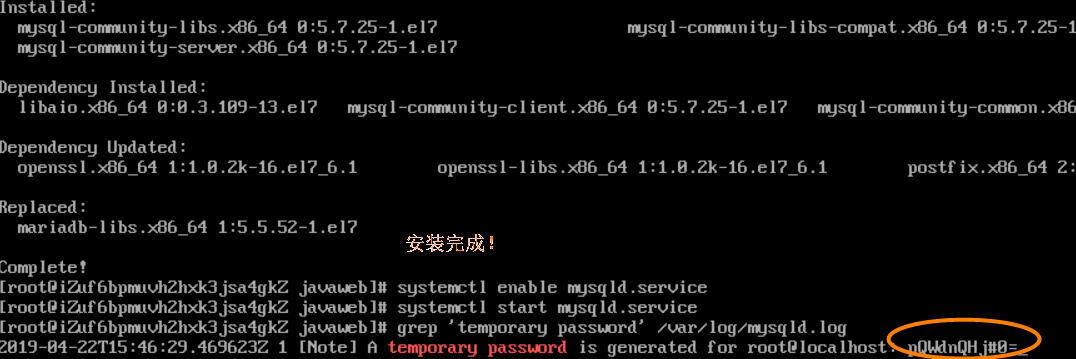 Installed:
mysql-community-libs.x86_64 0:5.7.25-1.el7 mysql-community-libs-compat.x86_64 0:5.7.25-1
mysql-community-server.x86_64 0:5.7.25-1.el7
Dependency Installed:
libaio.x86_64 0:0.3.109-13.el7 mysql-community-client.x86_64 0:5.7.25-1.el7 mysql-community-common.x86
Dependency Updated:
openssl.x86_64 1:1.0.2k-16.el7_6.1 openssl-libs.x86_64 1:1.0.2k-16.el7_6.1 postfix.x86_64 2:
Replaced:
mariadb-libs.x86_64 1:5.5.52-1.el7
安装完成!
Complete!
[root@iZuf6bpmuvh2hxk3jsa4gkZ javaweb]# systemctl enable mysqld.service
[root@iZuf6bpmuvh2hxk3jsa4gkZ javaweb]# systemctl start mysqld.service
[root@iZuf6bpmuvh2hxk3jsa4gkZ javaweb]# grep 'temporary password' /var/log/mysqld.log
2019-04-22T15:46:29.469623Z 1 [Note] A temporary password is generated for root@localhost: